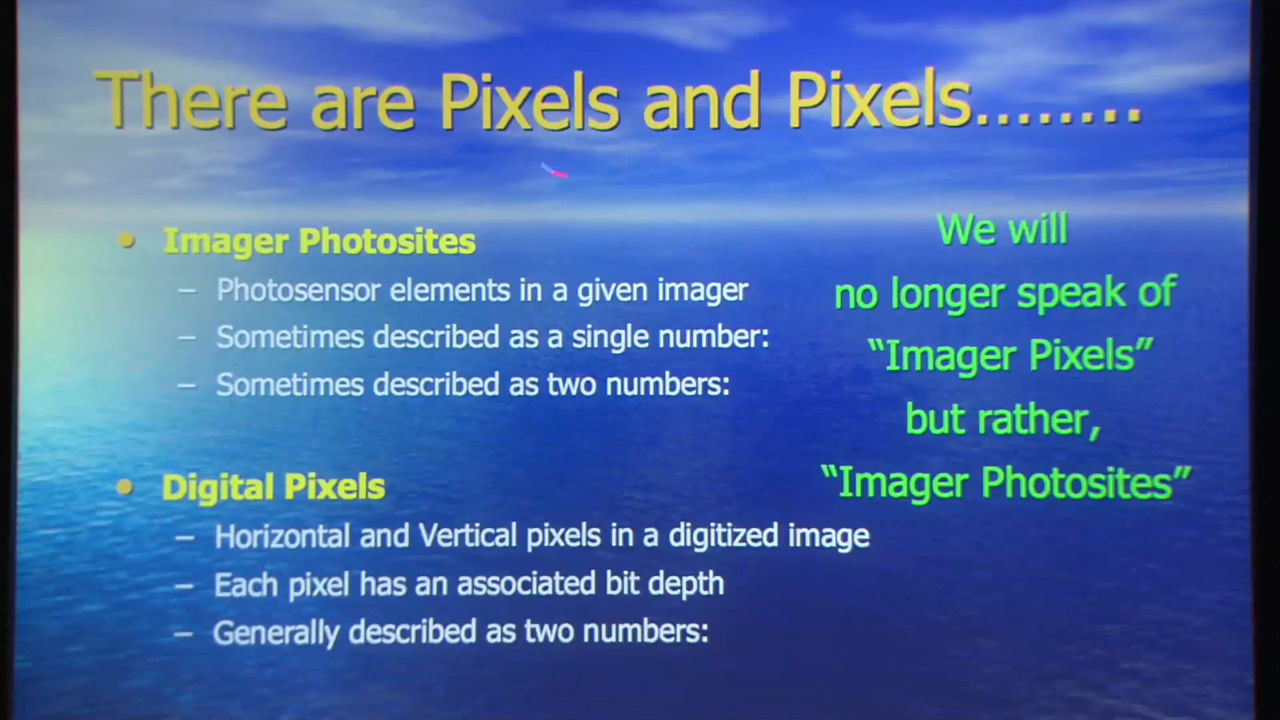 There are Pixels and Pixels........
• Imager Photosites
– Photosensor elements in a given imager
– Sometimes described as a single number:
– Sometimes described as two numbers:
• Digital Pixels
– Horizontal and Vertical pixels in a digitized image
– Each pixel has an associated bit depth
– Generally described as two numbers:
We will
no longer speak of
“Imager Pixels”
but rather,
“Imager Photosites”